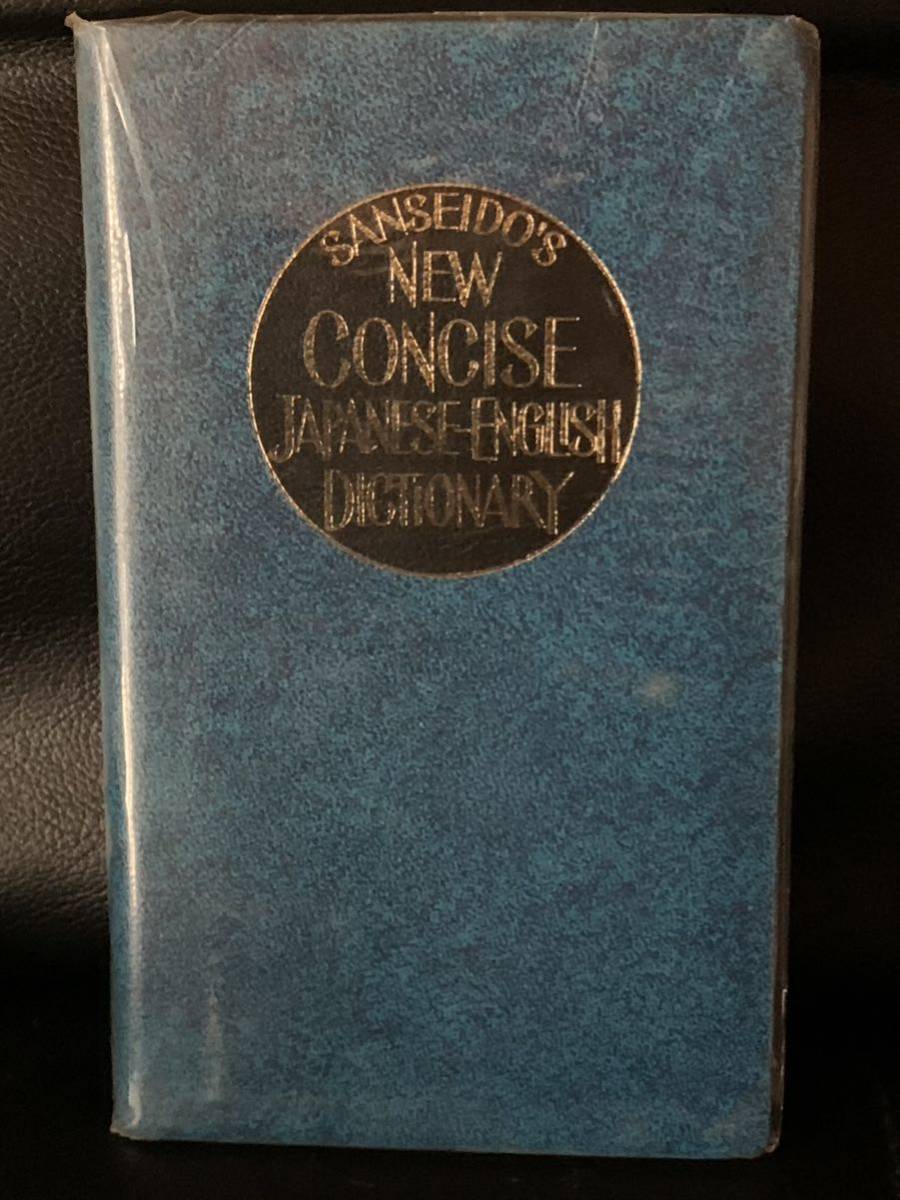 SANSEIDO'S
NEW
CONCISE
JAPANESE-ENGLISH
DICTIONARY